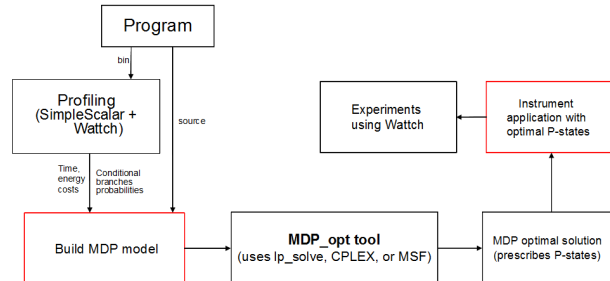 Program
bin
source
Profiling
(SimpleScalar +
Wattch)
Time,
energy
costs
Conditional
branches
probabilities
Build MDP model
MDP_opt tool
(uses lp_solve, CPLEX, or MSF)
MDP optimal solution
(prescribes P-states)
Instrument
application with
optimal P-states
Experiments
using Wattch